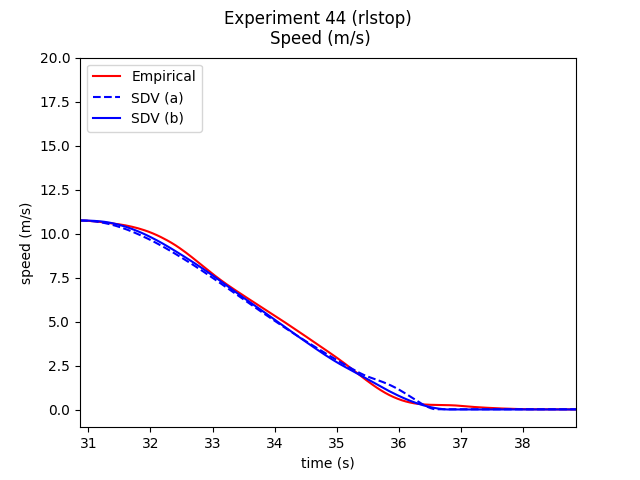 Experiment 44 (rlstop)
Speed (m/s)
20.0
17.5
15.0
12.5
10.0
7.5
5.0
2.5
0.0
speed (m/s)
Empirical
SDV (a)
SDV (b)
31 32 33 34 35 36 37 38
time (s)